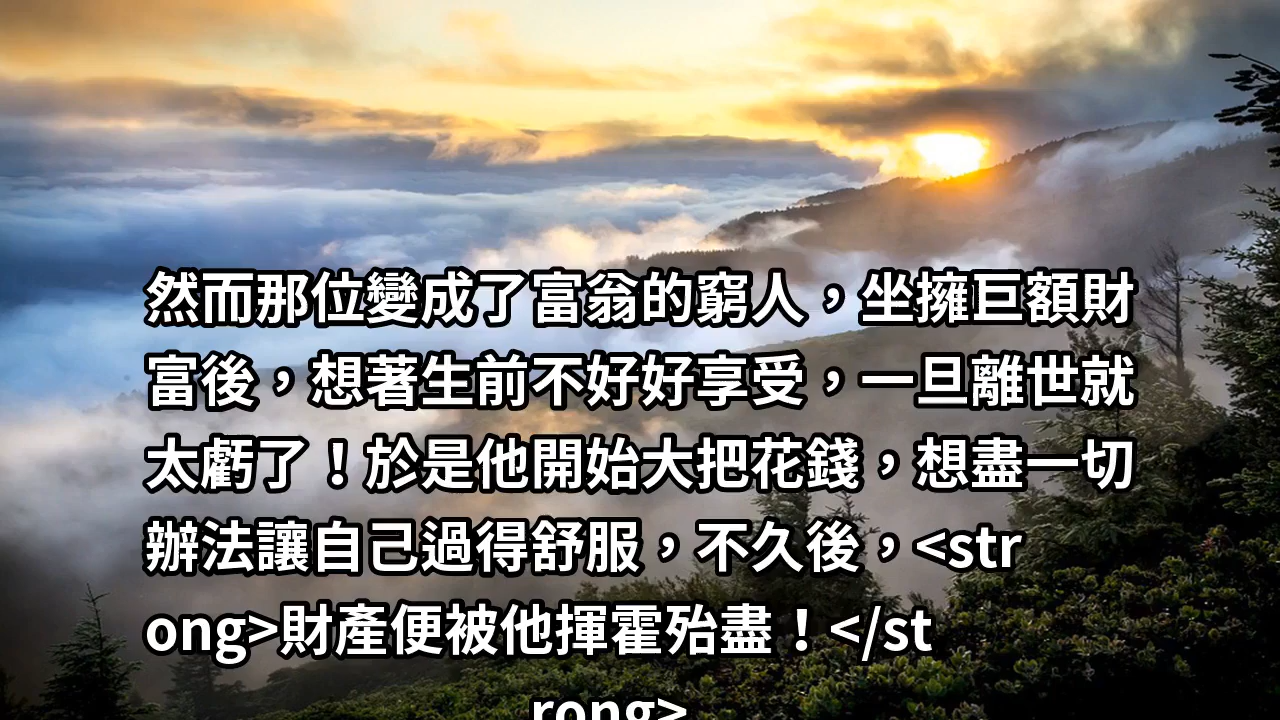 然而那位變成了富翁的窮人，坐擁巨額財
富後，想著生前不好好享受，一旦離世就
太虧了！於是他開始大把花錢，想盡一切
辦法讓自己過得舒服，不久後，<str
ong>財產便被他揮霍殆盡！</st
rong>